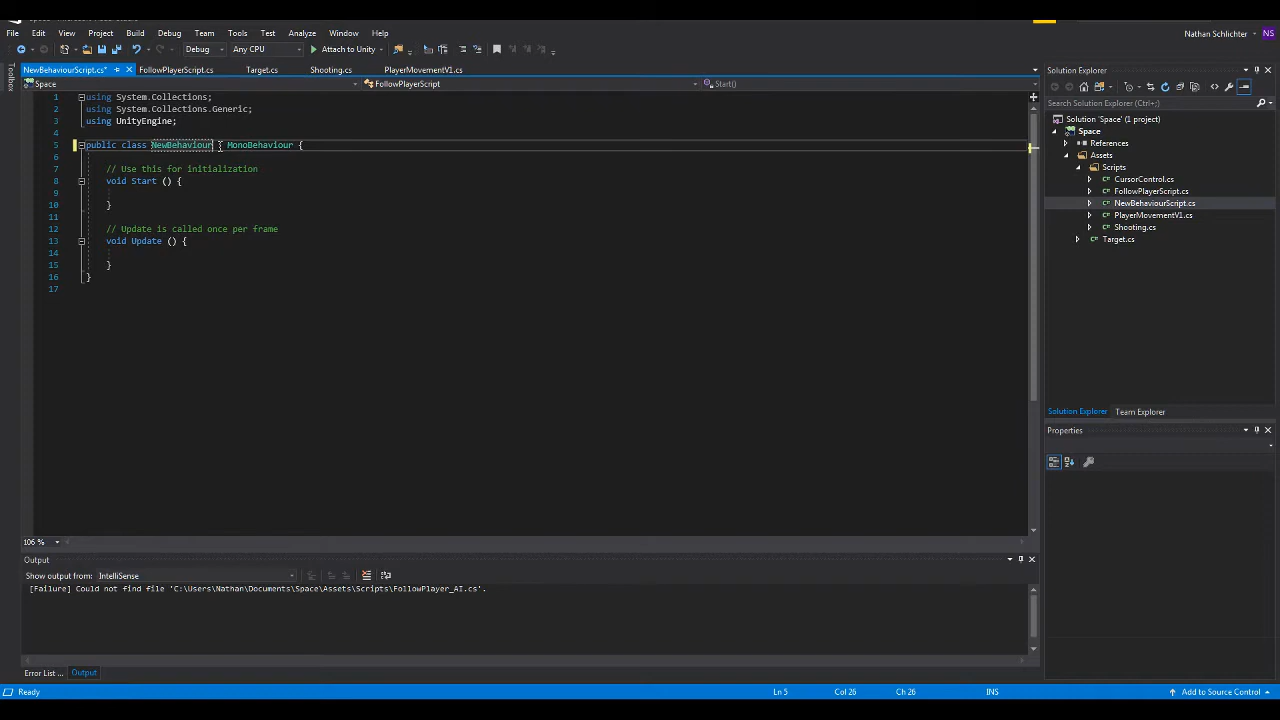 File Edit View Project Build Debug Team Tools Test Analyze Window Help Nathan Schlichter NS
Debug Any CPU Attach to Unity
NewBehaviourScript.cs* FollowPlayerScript.cs Target.cs Shooting.cs PlayerMovementV1.cs
Space FollowPlayerScript Start()
1 using System.Collections;
2 using System.Collections.Generic;
3 using UnityEngine;
4
5 public class NewBehaviour : MonoBehaviour {
6
7 // Use this for initialization
8 void Start () {
9
10 }
11
12 // Update is called once per frame
13 void Update () {
14
15 }
16 }
17
106 %
Solution Explorer
Search Solution Explorer (Ctrl+;)
Solution 'Space' (1 project)
Space
References
Assets
Scripts
CursorControl.cs
FollowPlayerScript.cs
NewBehaviourScript.cs
PlayerMovementV1.cs
Shooting.cs
Target.cs
Solution Explorer Team Explorer
Properties
Output
Show output from: IntelliSense
[Failure] Could not find file 'C:\Users\Nathan\Documents\Space\Assets\Scripts\FollowPlayer_AI.cs'.
Error List ... Output
Ready Ln 5 Col 26 Ch 26 INS Add to Source Control